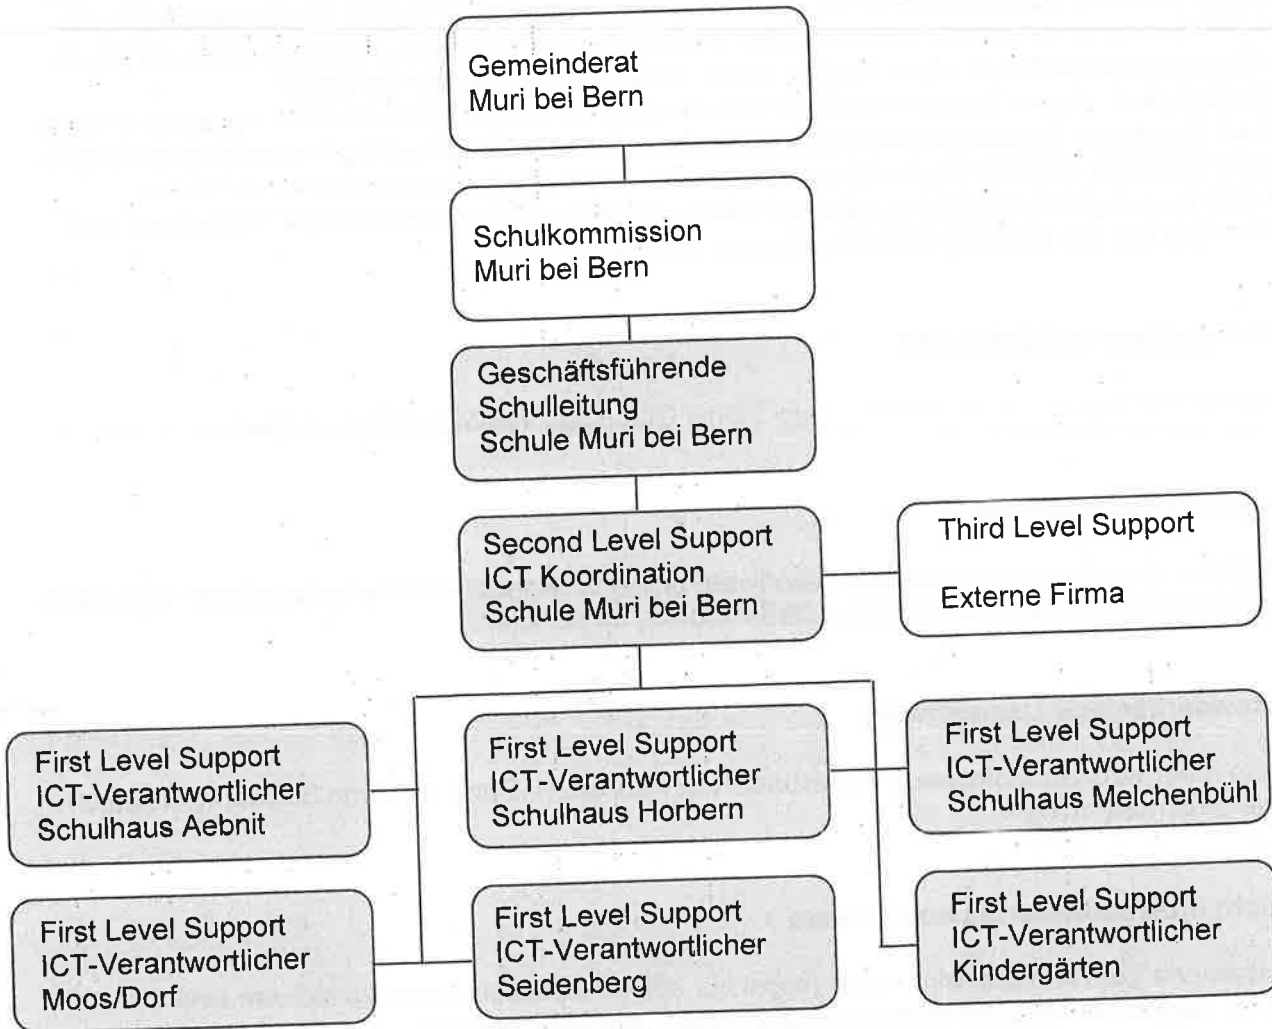 Gemeinderat
Muri bei Bern
Schulkommission
Muri bei Bern
Geschäftsführende
Schulleitung
Schule Muri bei Bern
Second Level Support
ICT Koordination
Schule Muri bei Bern
Third Level Support
Externe Firma
First Level Support
ICT-Verantwortlicher
Schulhaus Aebnit
First Level Support
ICT-Verantwortlicher
Schulhaus Horbern
First Level Support
ICT-Verantwortlicher
Schulhaus Melchenbühl
First Level Support
ICT-Verantwortlicher
Moos/Dorf
First Level Support
ICT-Verantwortlicher
Seidenberg
First Level Support
ICT-Verantwortlicher
Kindergärten